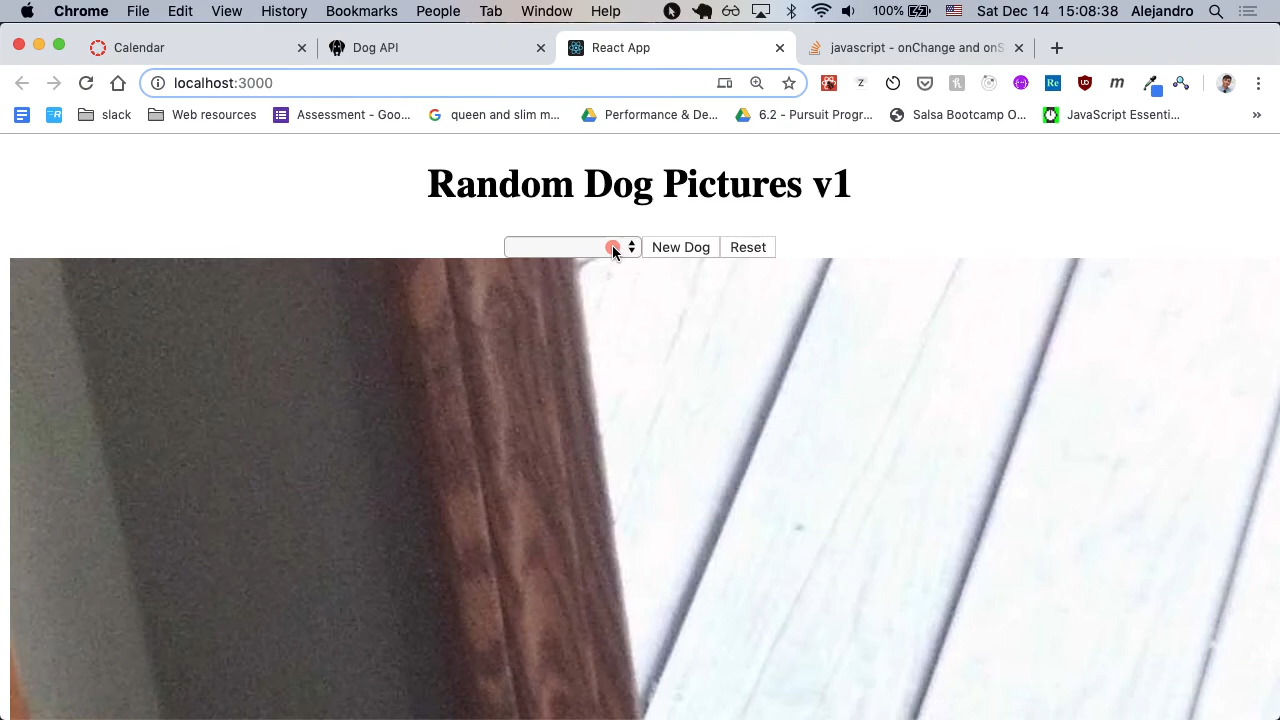 Chrome File Edit View History Bookmarks People Tab Window Help 100% Sat Dec 14 15:08:38 Alejandro
Calendar Dog API React App javascript - onChange and onS
localhost:3000
slack Web resources Assessment - Goo... queen and slim m... Performance & De... 6.2 - Pursuit Progr... Salsa Bootcamp O... JavaScript Essenti... »
Random Dog Pictures v1
New Dog Reset